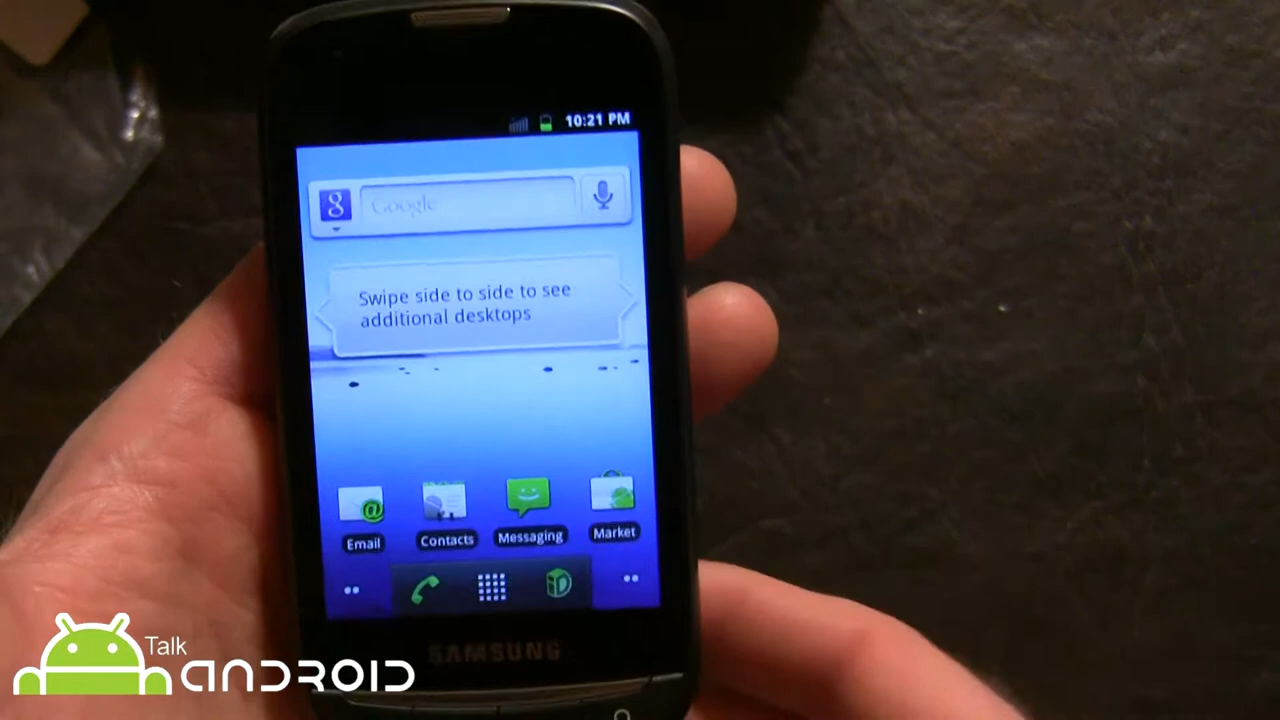 10:21 PM
8 Google
Swipe side to side to see
additional desktops
Email Contacts Messaging Market
SAMSUNG
Talk
ANDROID